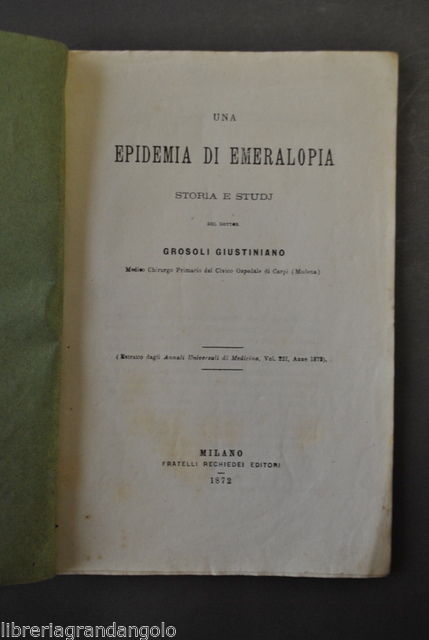 UNA
EPIDEMIA DI EMERALOPIA
STORIA E STUDJ
DEL DOTTOR
GROSOLI GIUSTINIANO
Medico Chirurgo Primario del Civico Ospedale di Carpi (Modena)
(Estratto dagli Annali Universali di Medicina, Vol. Anno 1872).
MILANO
FRATELLI RECHIEDEI EDITORI
1872
libreriagrandangolo